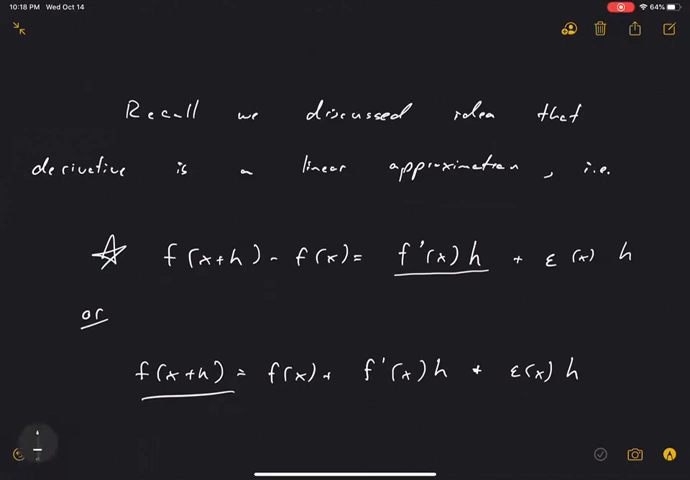 10:18 PM Wed Oct 14
64%
Recall we discussed idea that
derivative is a linear approximation, i.e.
☆ f(x+h) - f(x) = f'(x)h + ε(x) h
or
f(x+h) = f(x) + f'(x)h + ε(x) h